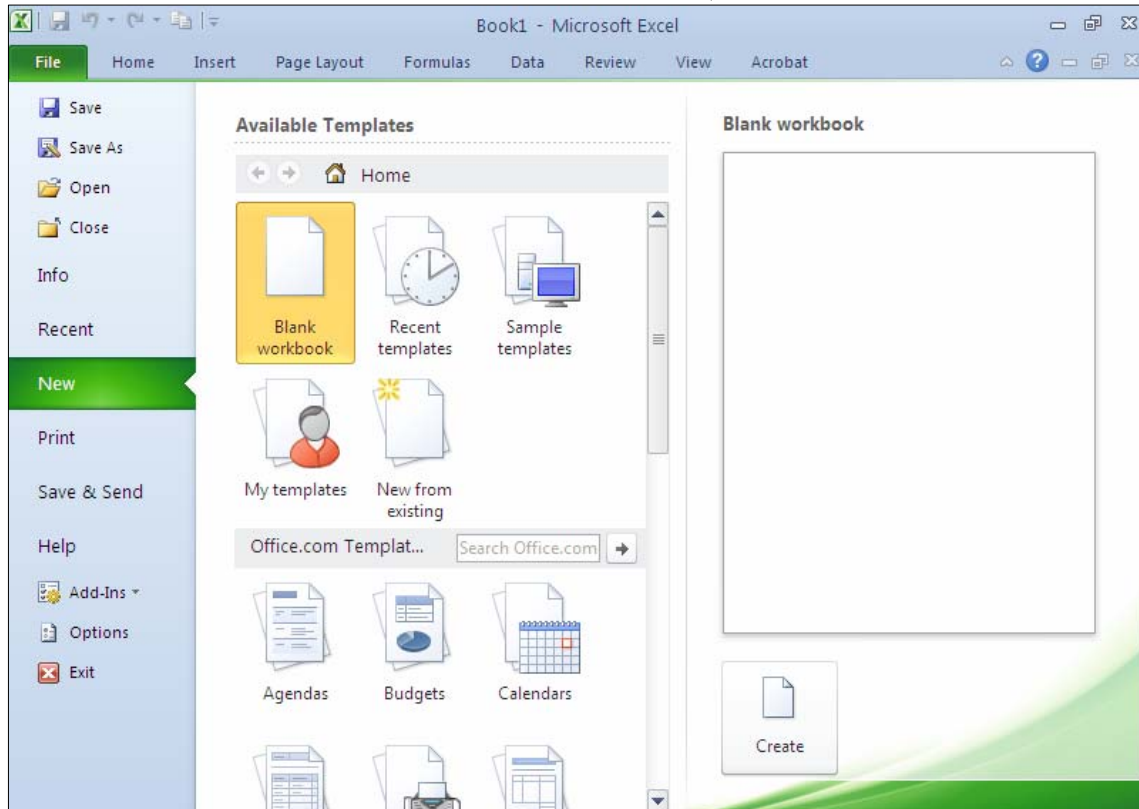 Book1 - Microsoft Excel
File Home Insert Page Layout Formulas Data Review View Acrobat
Save
Save As
Open
Close
Info
Recent
New
Print
Save & Send
Help
Add-Ins
Options
Exit
Available Templates
Home
Blank
workbook
Recent
templates
Sample
templates
My templates
New from
existing
Office.com Templat... Search Office.com
Agendas
Budgets
Calendars
Blank workbook
Create